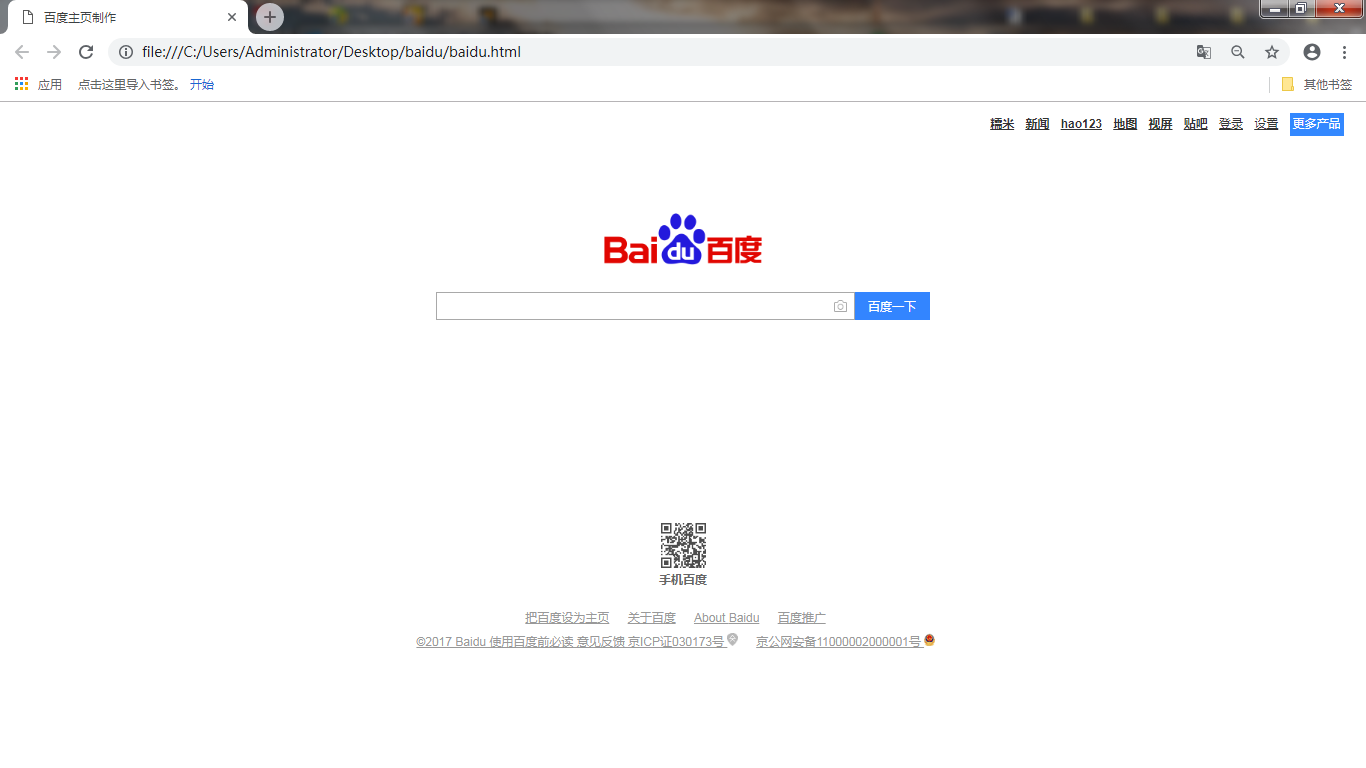 百度主页制作
file:///C:/Users/Administrator/Desktop/baidu/baidu.html
应用 点击这里导入书签。 开始 其他书签
糯米 新闻 hao123 地图 视屏 贴吧 登录 设置 更多产品
Baidu百度
百度一下
手机百度
把百度设为主页 关于百度 About Baidu 百度推广
©2017 Baidu 使用百度前必读 意见反馈 京ICP证030173号 京公网安备11000002000001号